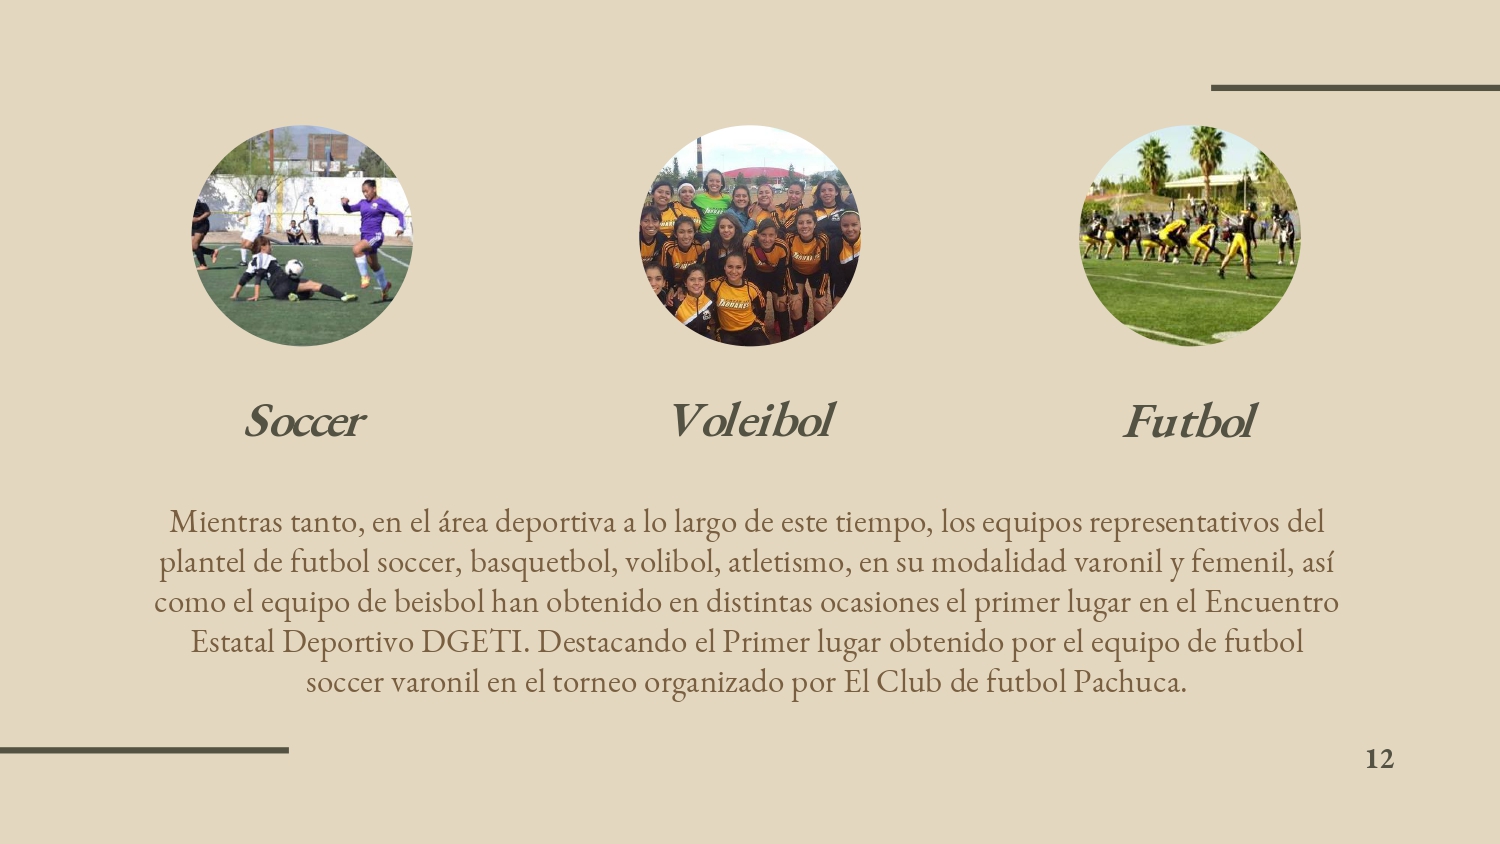 Soccer
Voleibol
Futbol
Mientras tanto, en el área deportiva a lo largo de este tiempo, los equipos representativos del
plantel de futbol soccer, basquetbol, volibol, atletismo, en su modalidad varonil y femenil, así
como el equipo de beisbol han obtenido en distintas ocasiones el primer lugar en el Encuentro
Estatal Deportivo DGETI. Destacando el Primer lugar obtenido por el equipo de futbol
soccer varonil en el torneo organizado por El Club de futbol Pachuca.
12